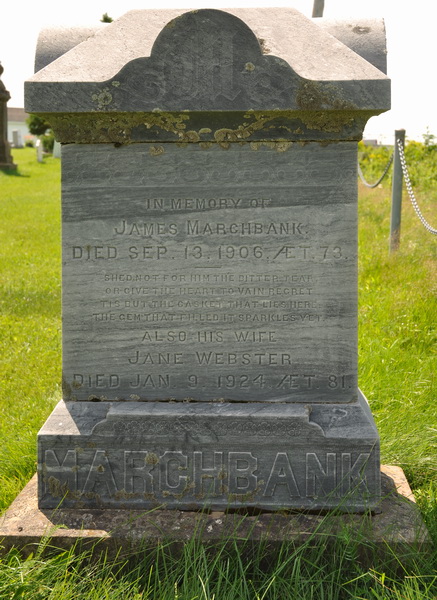 M
IN MEMORY OF
JAMES MARCHBANK.
DIED SEP. 13, 1906, ÆT. 73.
SHED NOT FOR HIM THE BITTER TEAR
OR GIVE THE HEART TO VAIN REGRET
'TIS BUT THE CASKET THAT LIES HERE
THE GEM THAT FILLED IT SPARKLES YET
ALSO HIS WIFE
JANE WEBSTER
DIED JAN 9, 1924 ÆT 81.
MARCHBANK